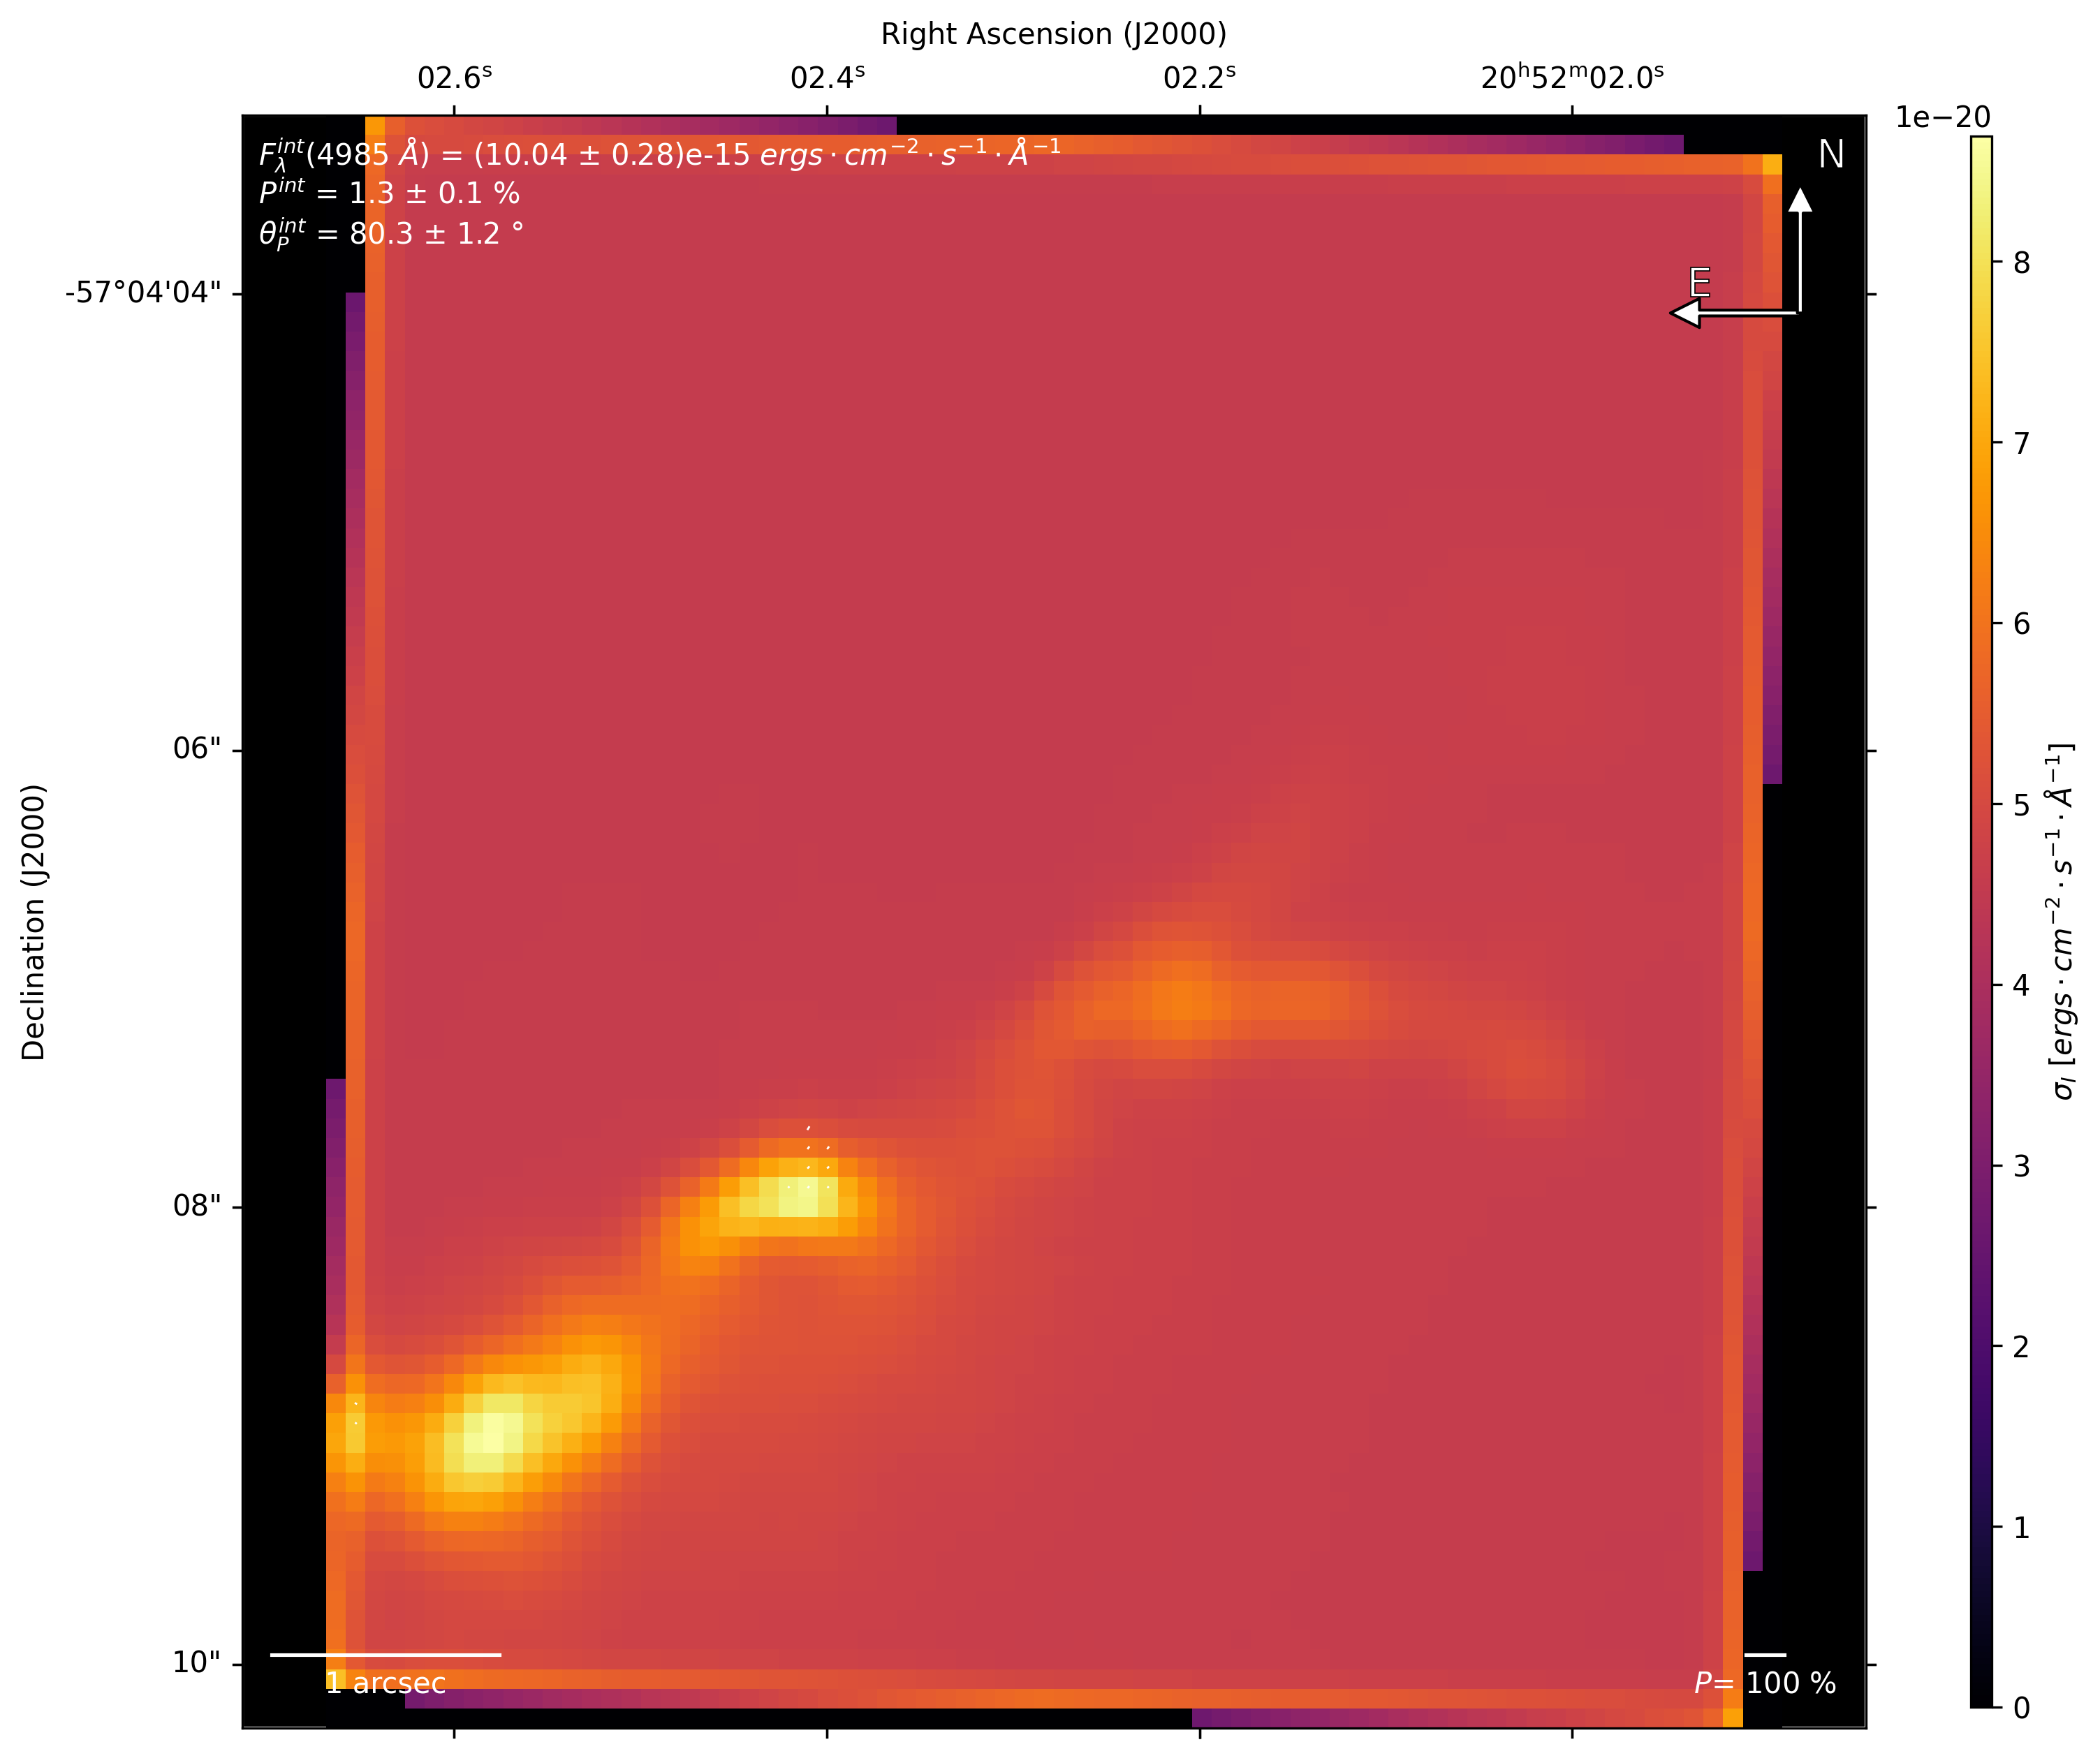 Right Ascension (J2000)
02.6ˢ 02.4ˢ 02.2ˢ 20ʰ52ᵐ02.0ˢ
1e−20
F_λ^int(4985 Å) = (10.04 ± 0.28)e-15 ergs · cm⁻² · s⁻¹ · Å⁻¹
P^int = 1.3 ± 0.1 %
θ_P^int = 80.3 ± 1.2 °
N
E
-57°04'04"
06"
08"
10"
Declination (J2000)
1 arcsec
P= 100 %
8
7
6
5
4
3
2
1
0
σ_I [ergs · cm⁻² · s⁻¹ · Å⁻¹]